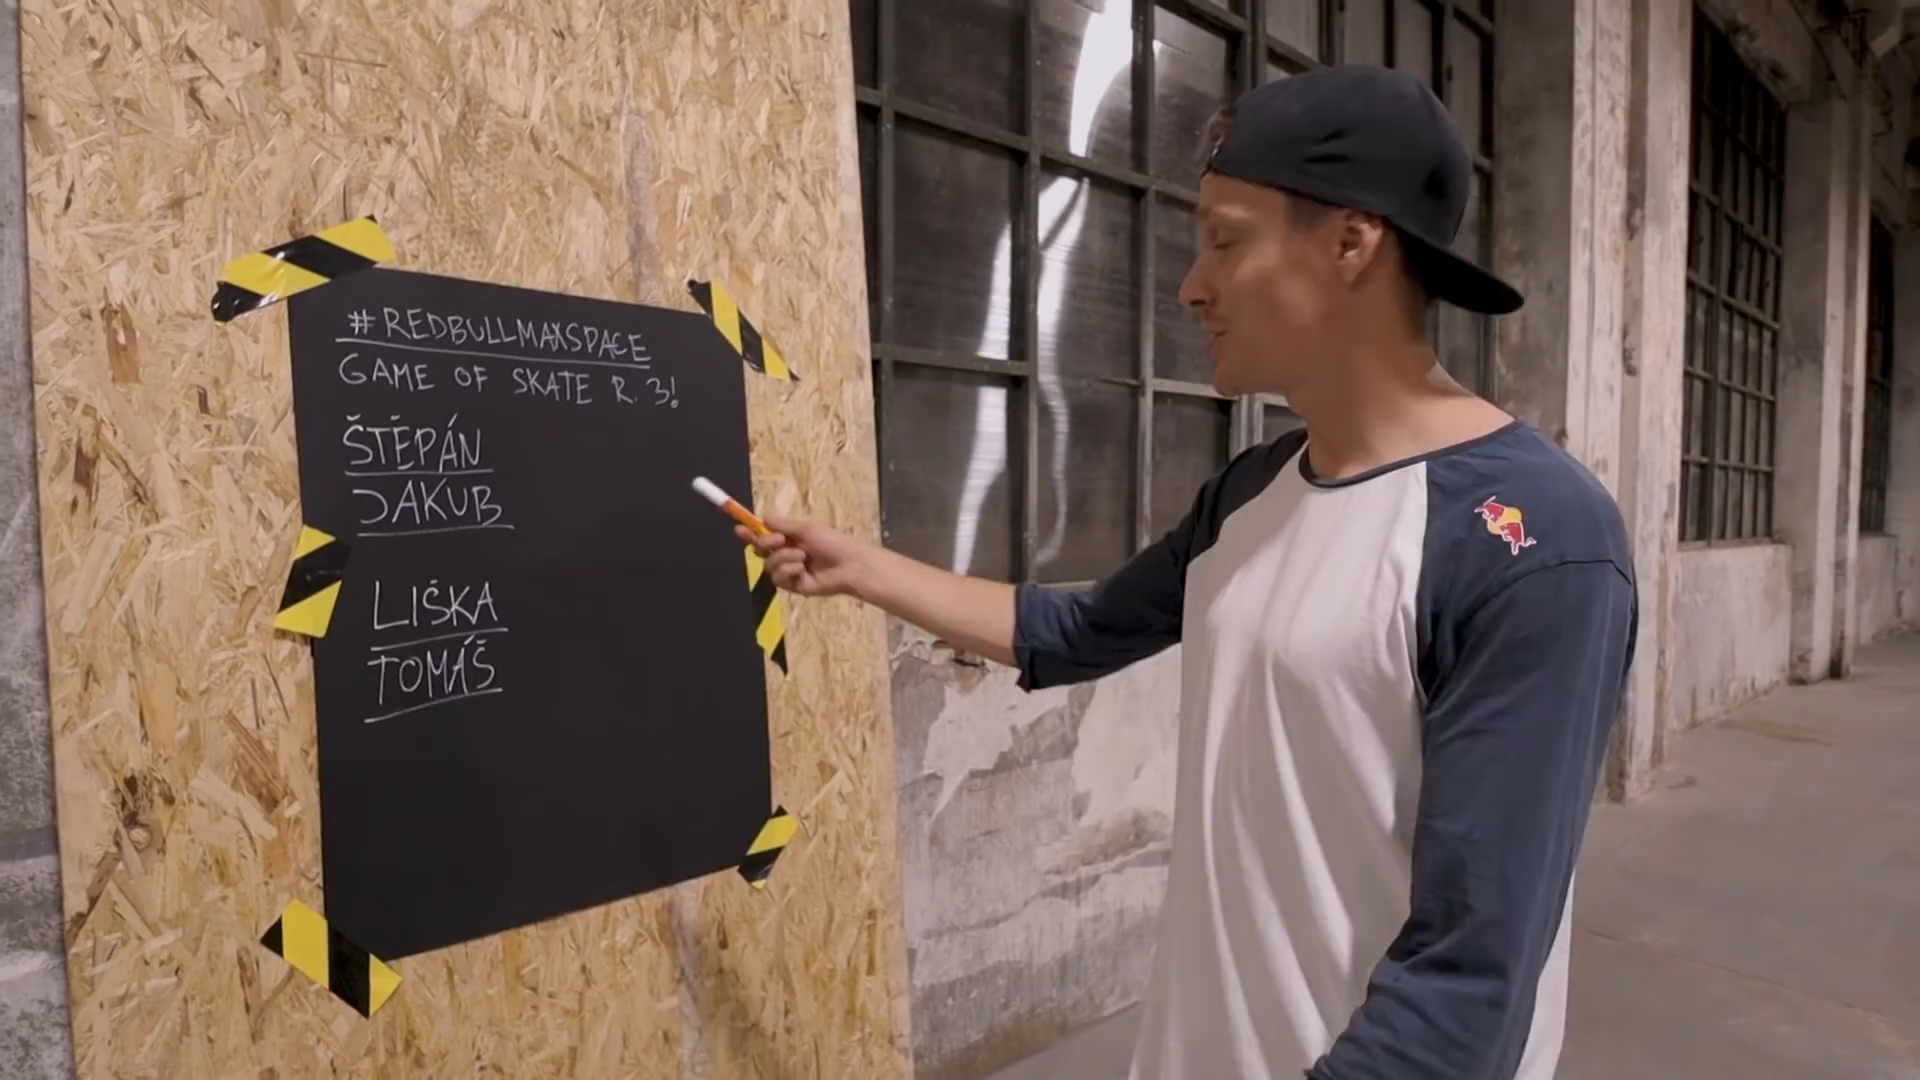 #REDBULLMAXSPACE
GAME OF SKATE R. 3!
ŠTĚPÁN
JAKUB
LIŠKA
TOMÁŠ